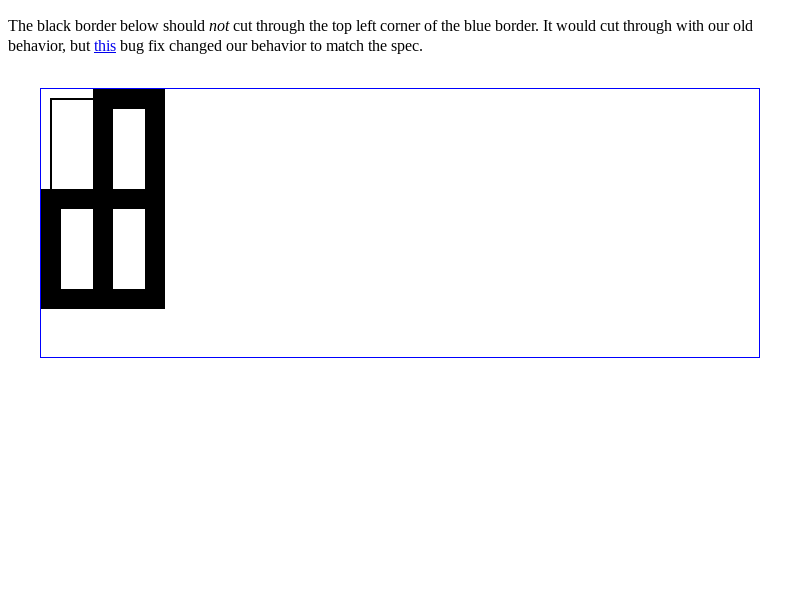 The black border below should not cut through the top left corner of the blue border. It would cut through with our old
behavior, but this bug fix changed our behavior to match the spec.